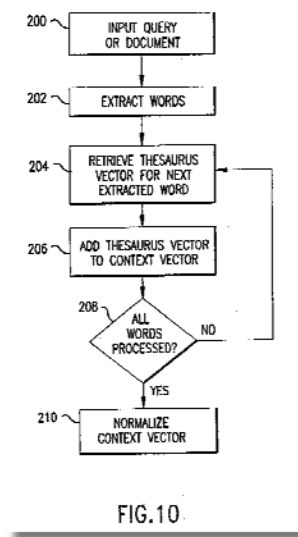 200
INPUT QUERY
OR DOCUMENT
202
EXTRACT WORDS
204
RETRIEVE THESAURUS
VECTOR FOR NEXT
EXTRACTED WORD
206
ADD THESAURUS VECTOR
TO CONTEXT VECTOR
208
ALL
WORDS
PROCESSED?
NO
YES
210
NORMALIZE
CONTEXT VECTOR
FIG.10